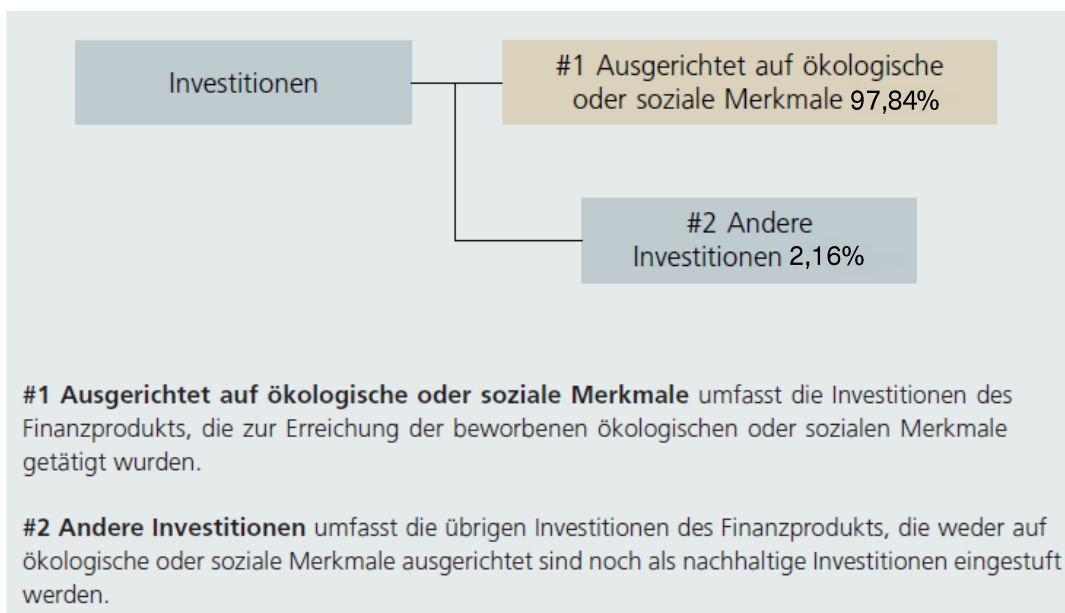 Investitionen
#1 Ausgerichtet auf ökologische
oder soziale Merkmale 97,84%
#2 Andere
Investitionen 2,16%
#1 Ausgerichtet auf ökologische oder soziale Merkmale umfasst die Investitionen des
Finanzprodukts, die zur Erreichung der beworbenen ökologischen oder sozialen Merkmale
getätigt wurden.
#2 Andere Investitionen umfasst die übrigen Investitionen des Finanzprodukts, die weder auf
ökologische oder soziale Merkmale ausgerichtet sind noch als nachhaltige Investitionen eingestuft
werden.